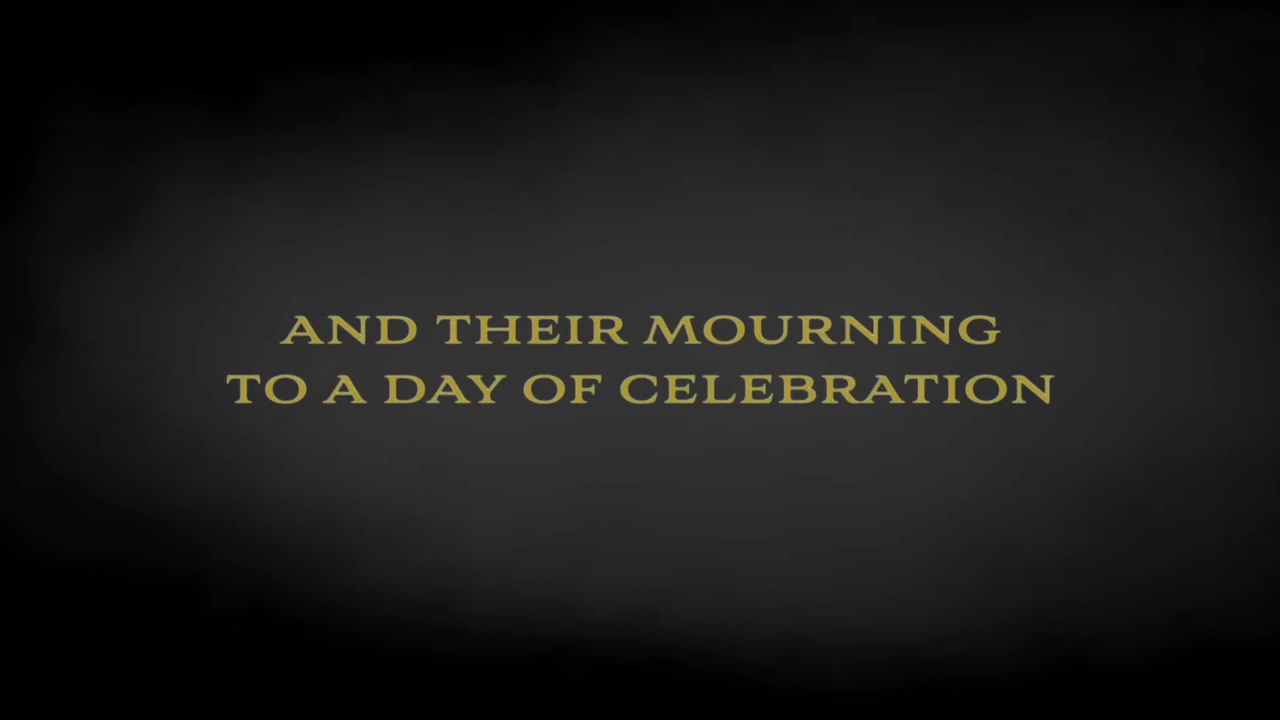 AND THEIR MOURNING
TO A DAY OF CELEBRATION